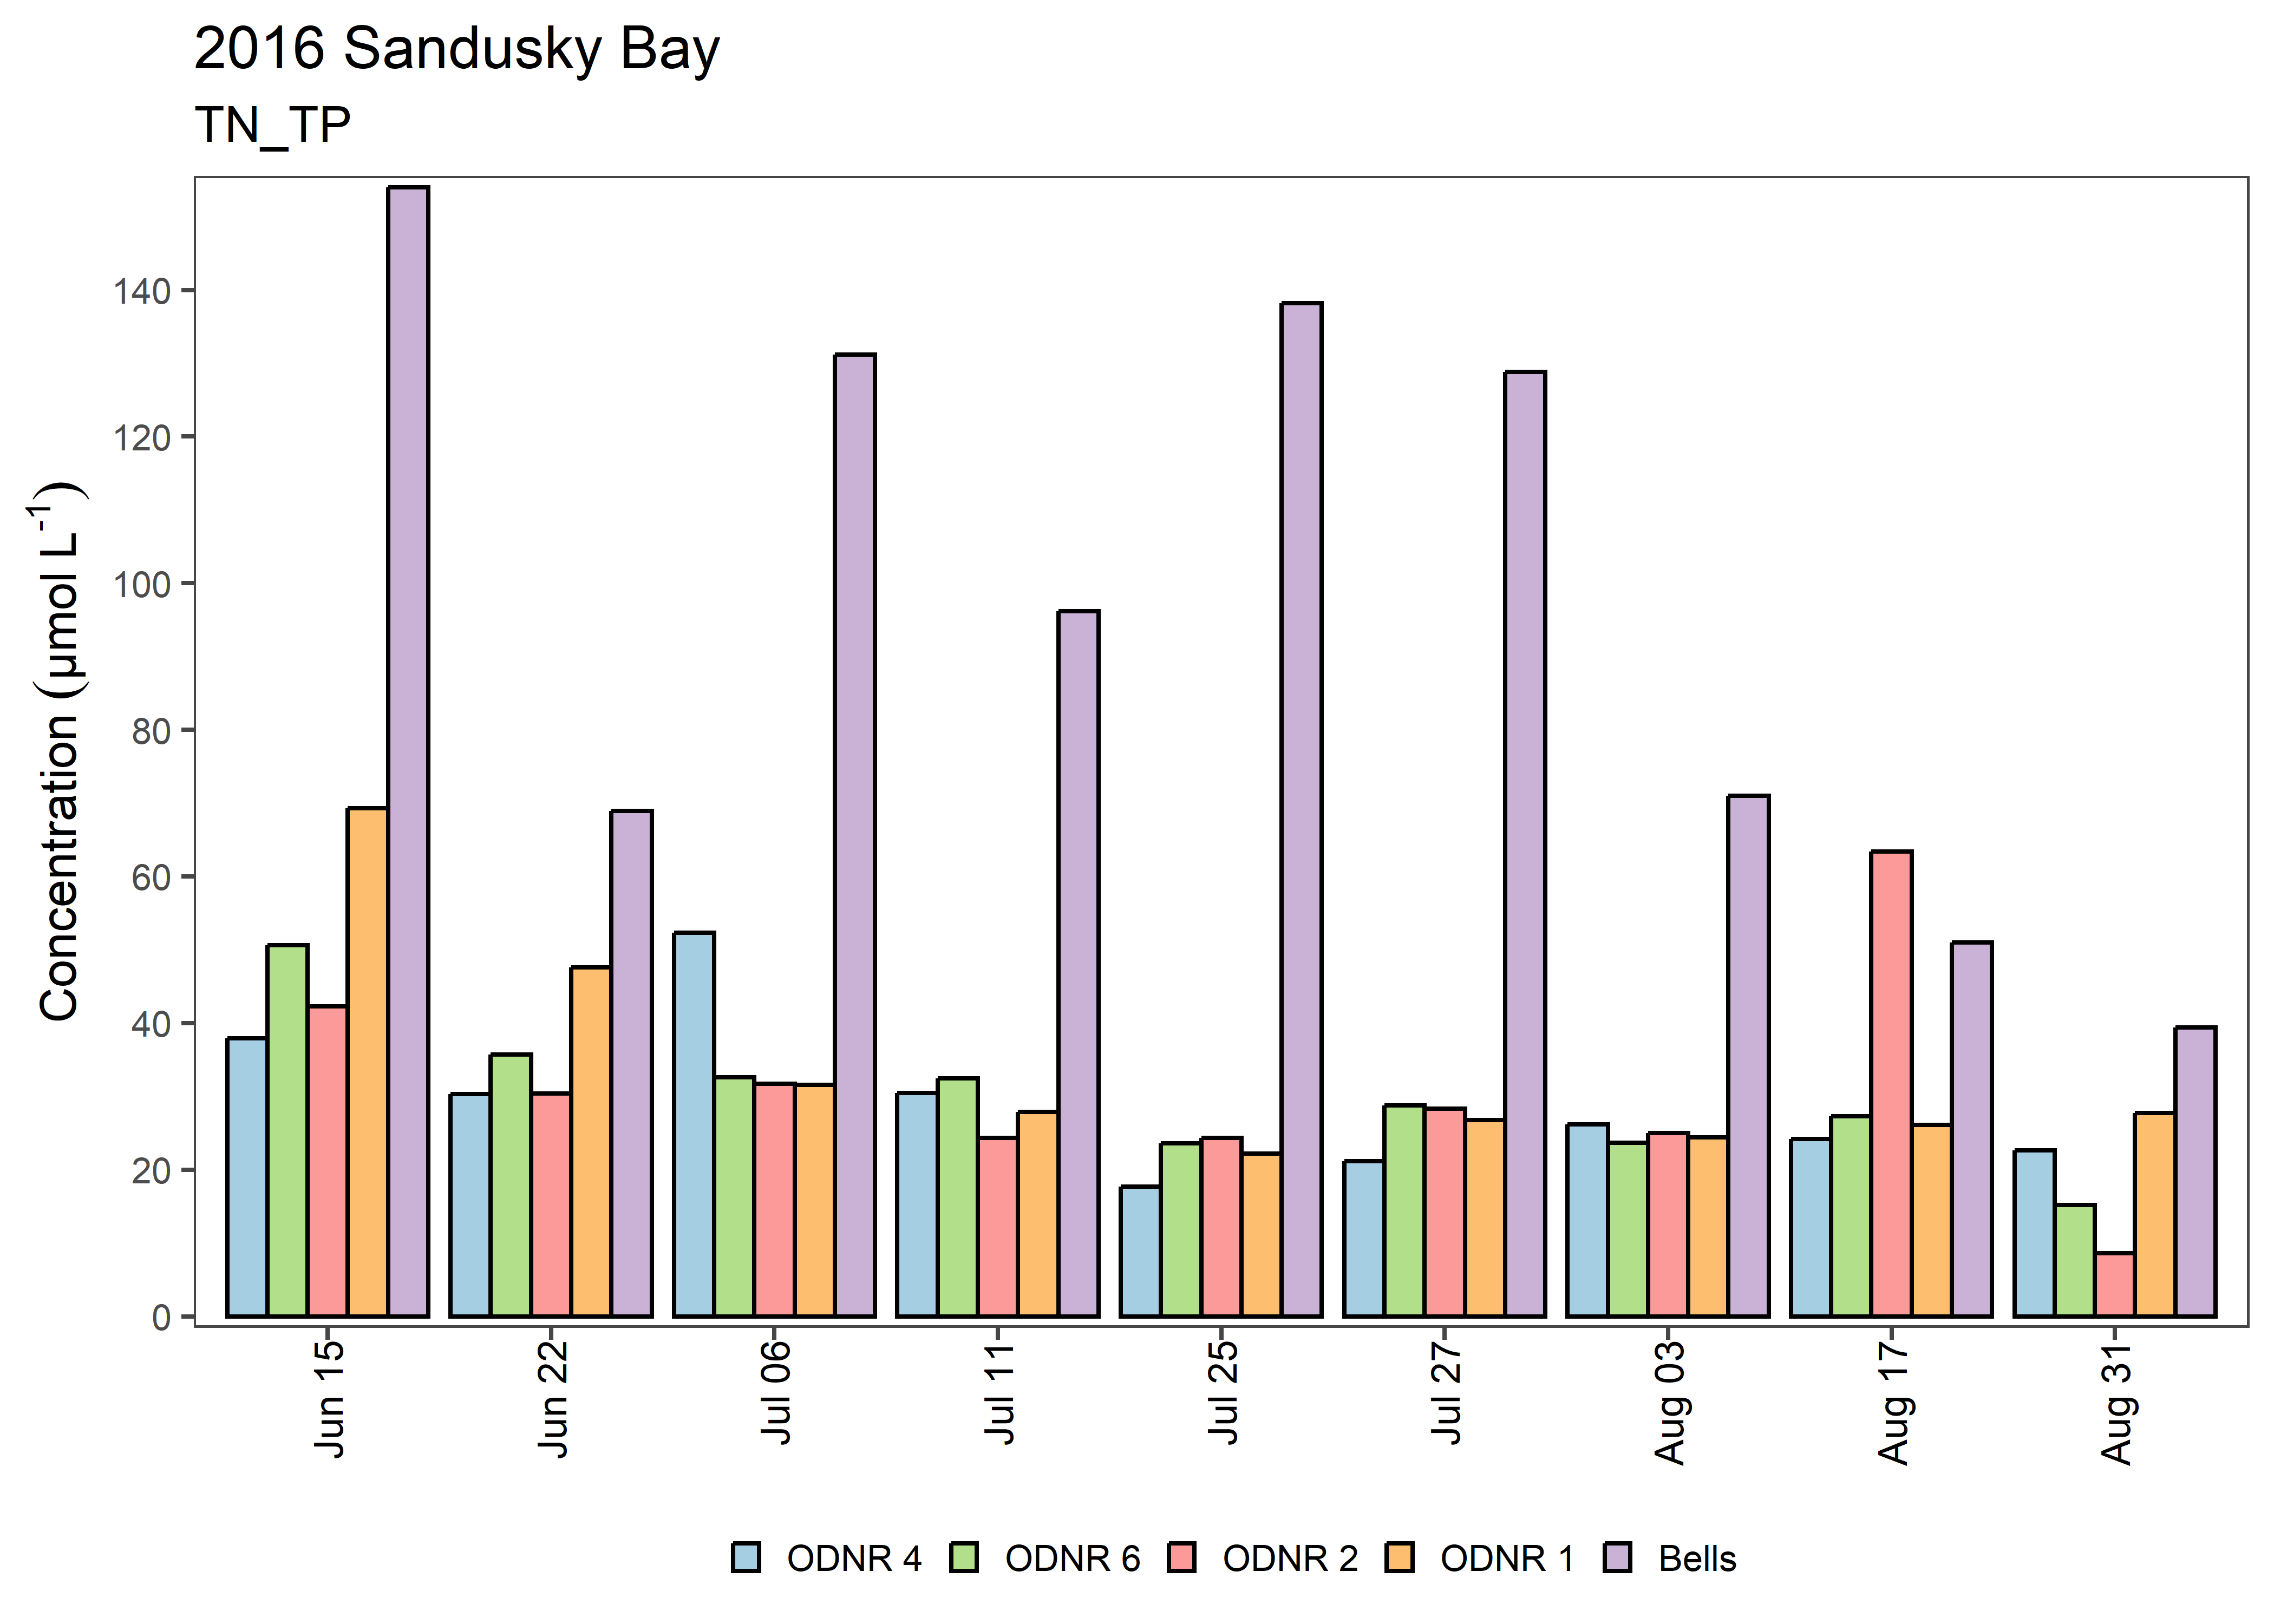 2016 Sandusky Bay
TN_TP
Concentration (µmol L⁻¹)
140
120
100
80
60
40
20
0
Jun 15
Jun 22
Jul 06
Jul 11
Jul 25
Jul 27
Aug 03
Aug 17
Aug 31
ODNR 4 ODNR 6 ODNR 2 ODNR 1 Bells